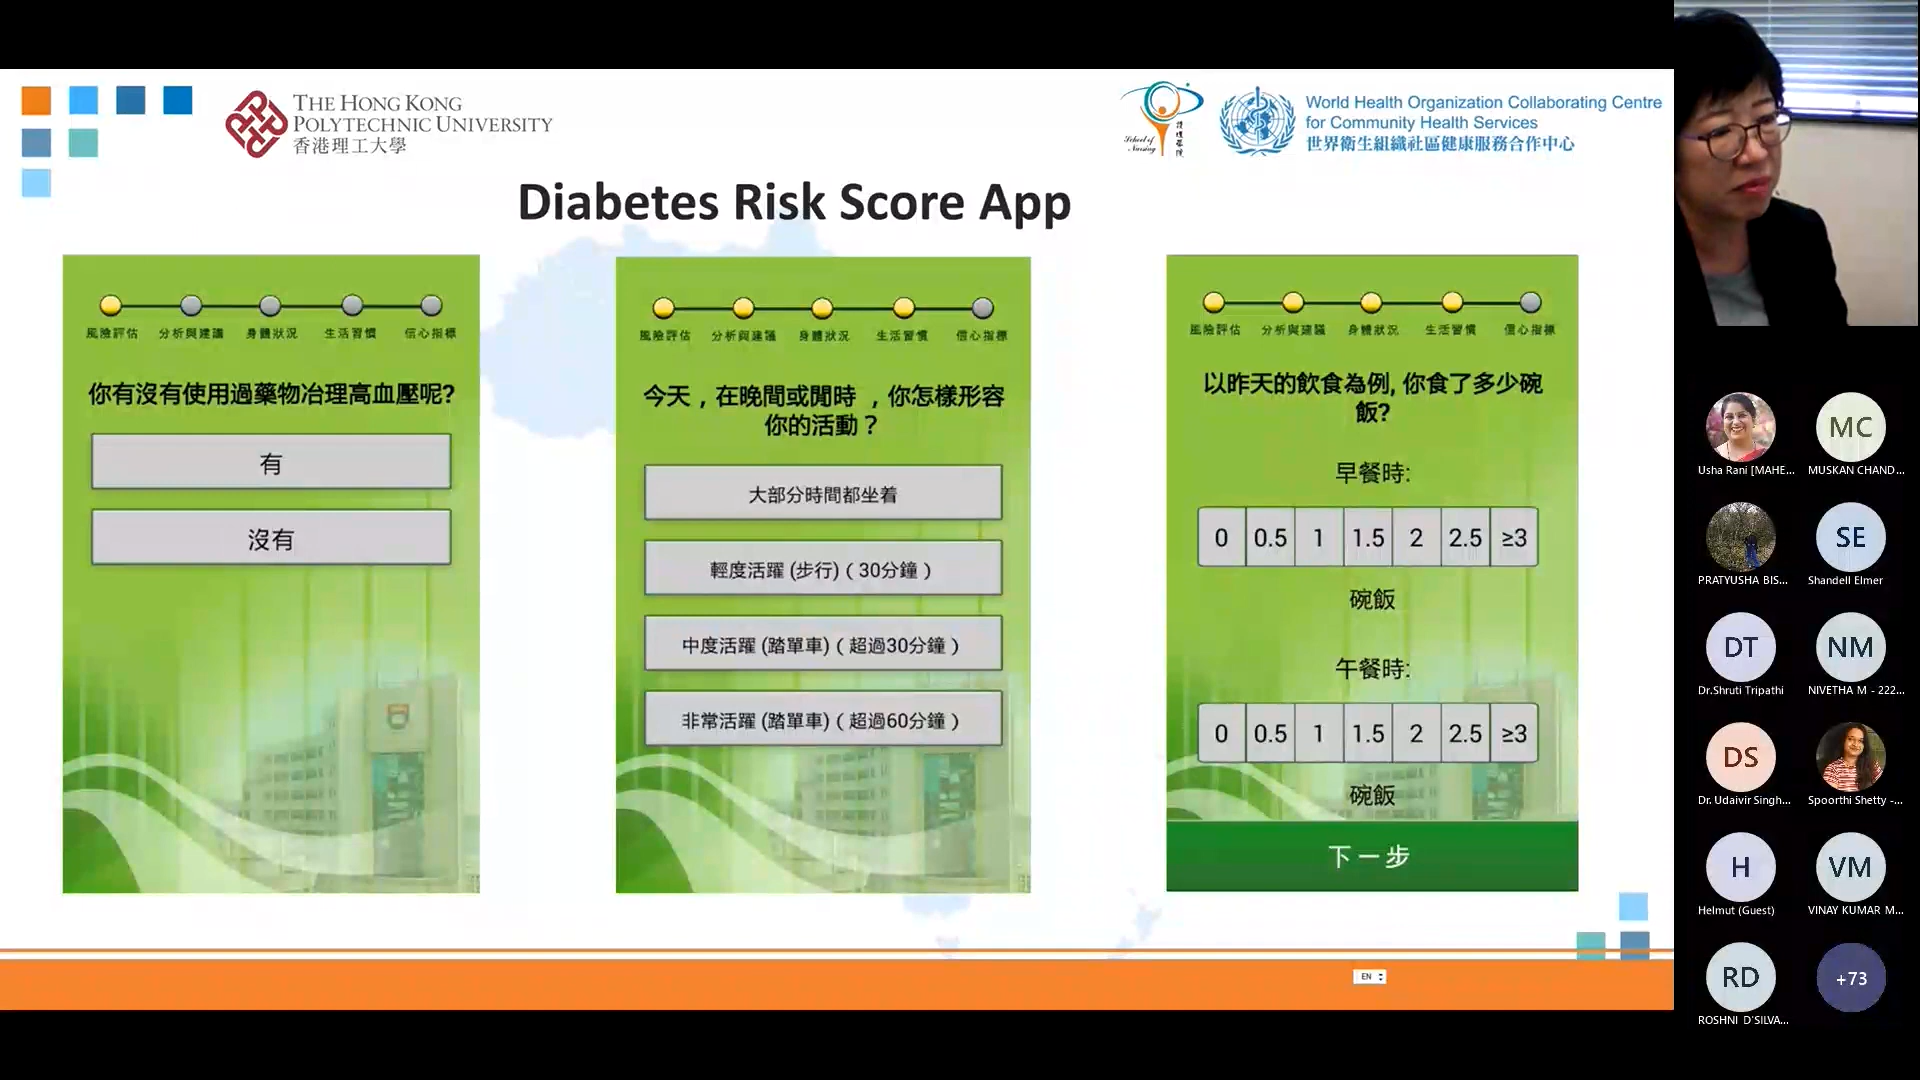 THE HONG KONG
POLYTECHNIC UNIVERSITY
香港理工大學
School of
Nursing
護理學院
World Health Organization Collaborating Centre
for Community Health Services
世界衛生組織社區健康服務合作中心
Diabetes Risk Score App
風險評估 分析與建議 身體狀況 生活習慣 信心指標
你有沒有使用過藥物治理高血壓呢?
有
沒有
風險評估 分析與建議 身體狀況 生活習慣 信心指標
今天，在晚間或閒時 ，你怎樣形容
你的活動？
大部分時間都坐着
輕度活躍 (步行) ( 30分鐘 )
中度活躍 (踏單車) ( 超過30分鐘 )
非常活躍 (踏單車) ( 超過60分鐘 )
風險評估 分析與建議 身體狀況 生活習慣 信心指標
以昨天的飲食為例, 你食了多少碗
飯?
早餐時:
0 0.5 1 1.5 2 2.5 ≥3
碗飯
午餐時:
0 0.5 1 1.5 2 2.5 ≥3
碗飯
下一步
EN
Usha Rani [MAHE...
MC
MUSKAN CHAND...
PRATYUSHA BIS...
SE
Shandell Elmer
DT
Dr.Shruti Tripathi
NM
NIVETHA M - 222...
DS
Dr. Udaivir Singh...
Spoorthi Shetty -...
H
Helmut (Guest)
VM
VINAY KUMAR M...
RD
ROSHNI D'SILVA...
+73